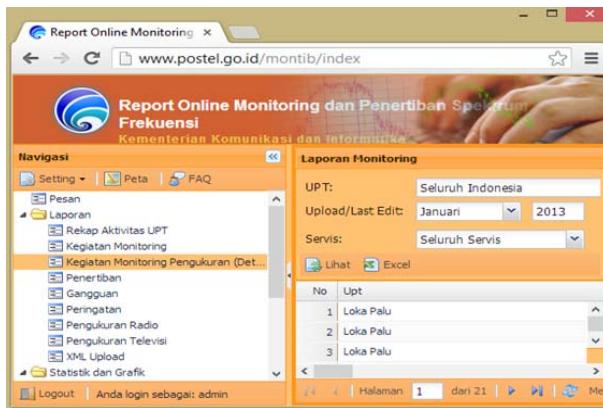 Report Online Monitoring
www.postel.go.id/montib/index
Report Online Monitoring dan Penertiban Spektrum
Frekuensi
Kementerian Komunikasi dan Informatika
Navigasi
Setting
Peta
FAQ
Pesan
Laporan
Rekap Aktivitas UPT
Kegiatan Monitoring
Kegiatan Monitoring Pengukuran (Det...
Penertiban
Gangguan
Peringatan
Pengukuran Radio
Pengukuran Televisi
XML Upload
Statistik dan Grafik
Logout
Anda login sebagai: admin
Laporan Monitoring
UPT: Seluruh Indonesia
Upload/Last Edit: Januari 2013
Servis: Seluruh Servis
Lihat Excel
No Upt
1 Loka Palu
2 Loka Palu
3 Loka Palu
Halaman 1 dari 21 Me